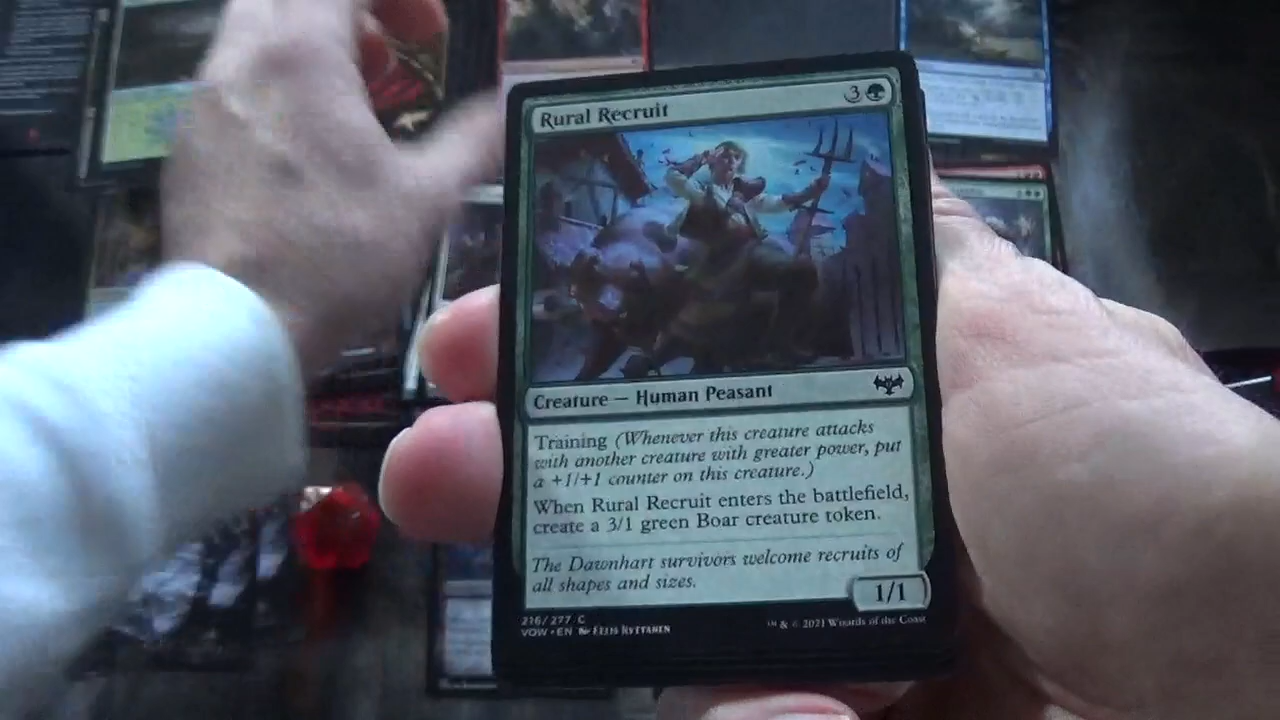 Rural Recruit 3
Creature — Human Peasant
Training (Whenever this creature attacks
with another creature with greater power, put
a +1/+1 counter on this creature.)
When Rural Recruit enters the battlefield,
create a 3/1 green Boar creature token.
The Dawnhart survivors welcome recruits of
all shapes and sizes.
1/1
216/277 C
VOW • EN
™ & © 2021 Wizards of the Coast